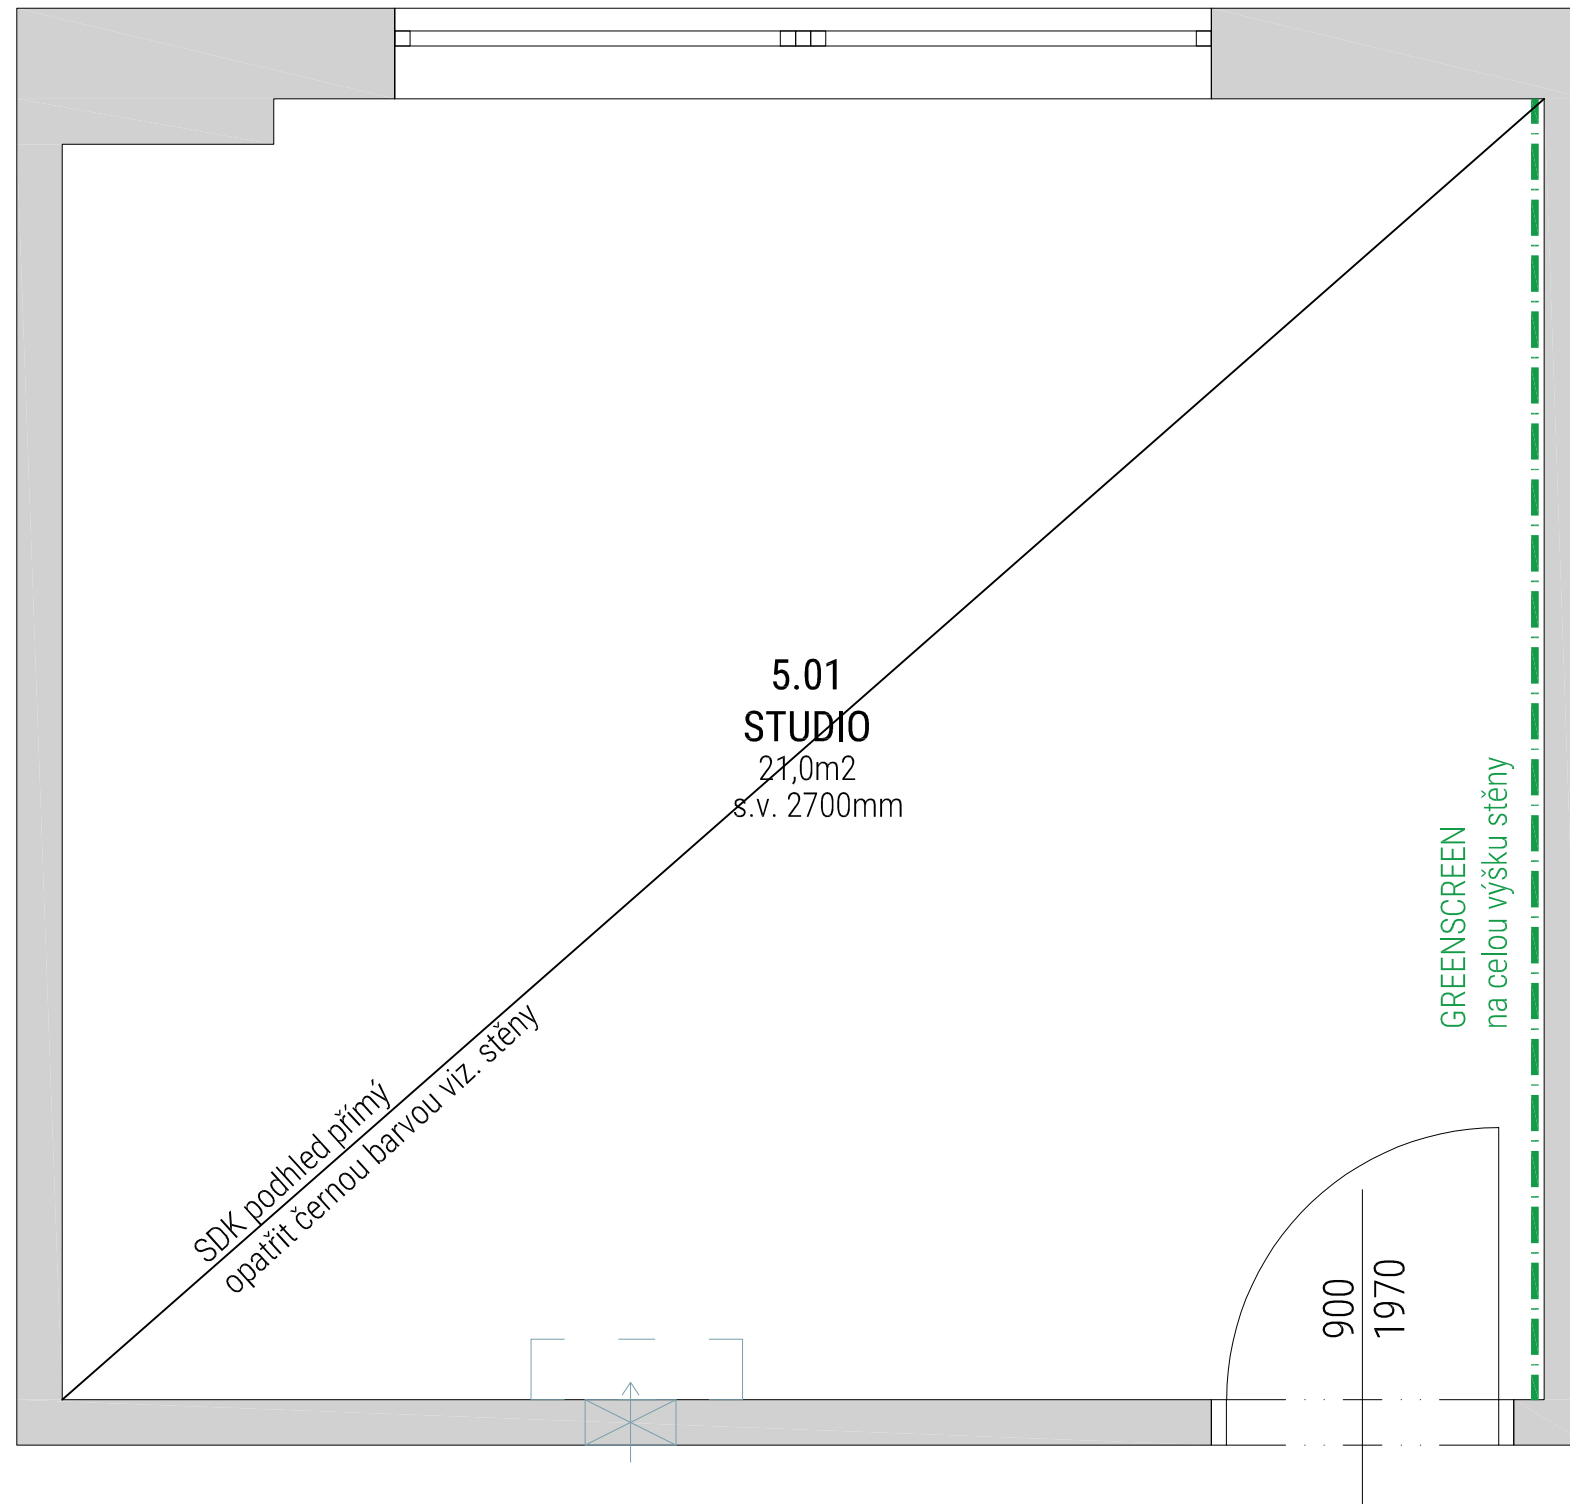 5.01
STUDIO
21,0m2
s.v. 2700mm
GREENSCREEN
na celou výšku stěny
SDK podhled přímý
opatřit černou barvou viz. stěny
900
1970